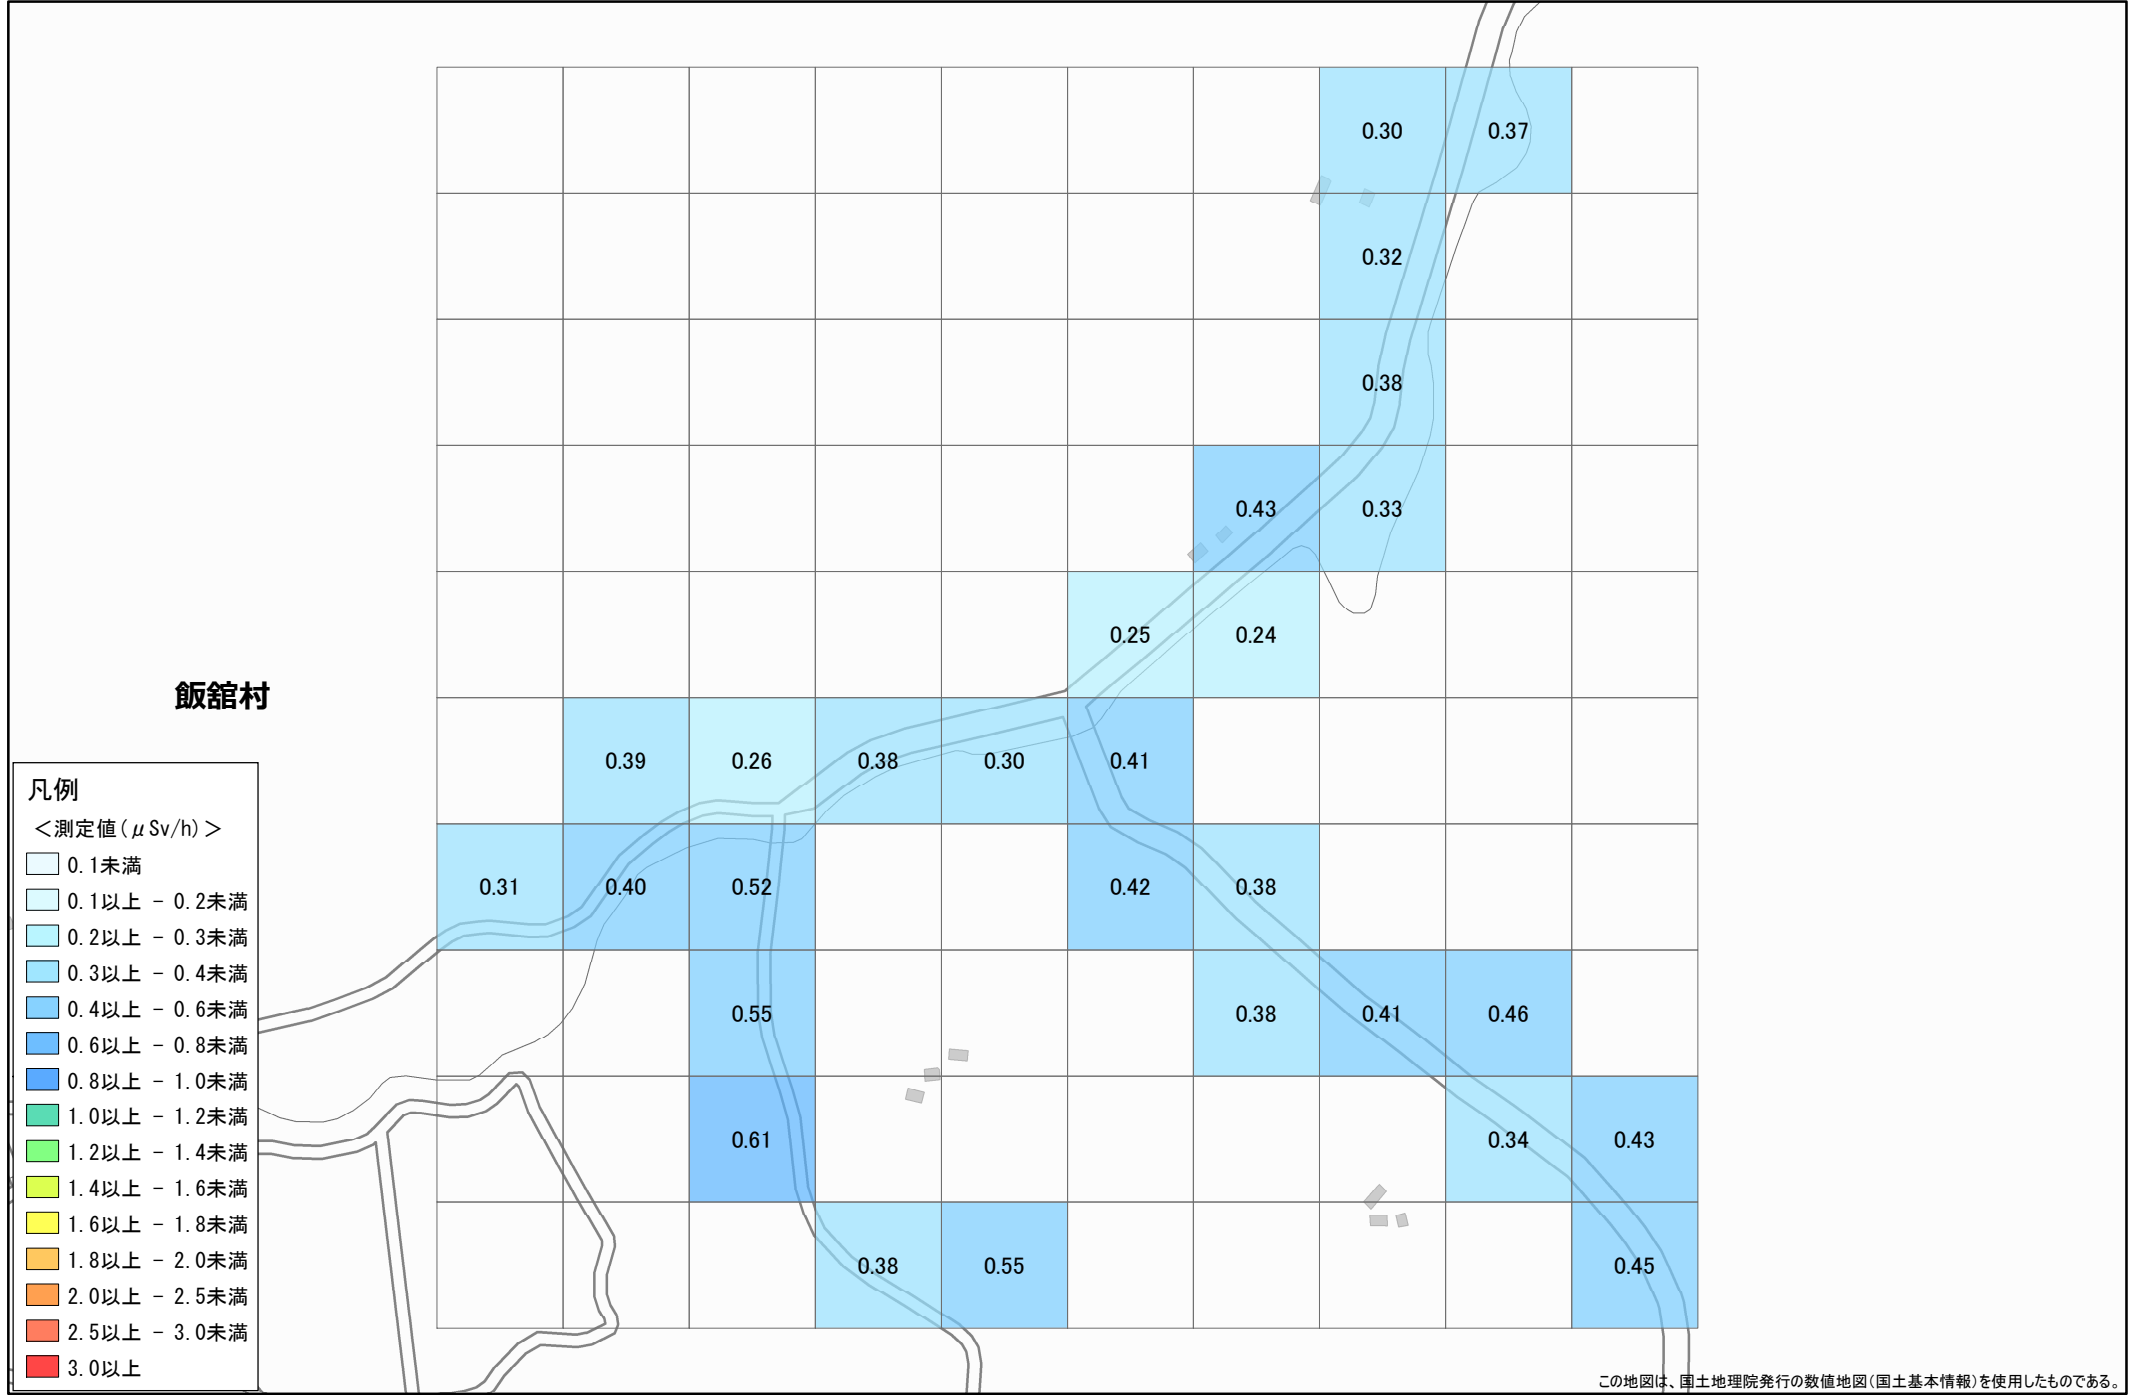 0.30 0.37
0.32
0.38
0.43 0.33
0.25 0.24
飯舘村
0.39 0.26 0.38 0.30 0.41
0.31 0.40 0.52 0.42 0.38
0.55 0.38 0.41 0.46
0.61 0.34 0.43
0.38 0.55 0.45
凡例
＜測定値(μSv/h)＞
0.1未満
0.1以上 － 0.2未満
0.2以上 － 0.3未満
0.3以上 － 0.4未満
0.4以上 － 0.6未満
0.6以上 － 0.8未満
0.8以上 － 1.0未満
1.0以上 － 1.2未満
1.2以上 － 1.4未満
1.4以上 － 1.6未満
1.6以上 － 1.8未満
1.8以上 － 2.0未満
2.0以上 － 2.5未満
2.5以上 － 3.0未満
3.0以上
この地図は、国土地理院発行の数値地図(国土基本情報)を使用したものである。